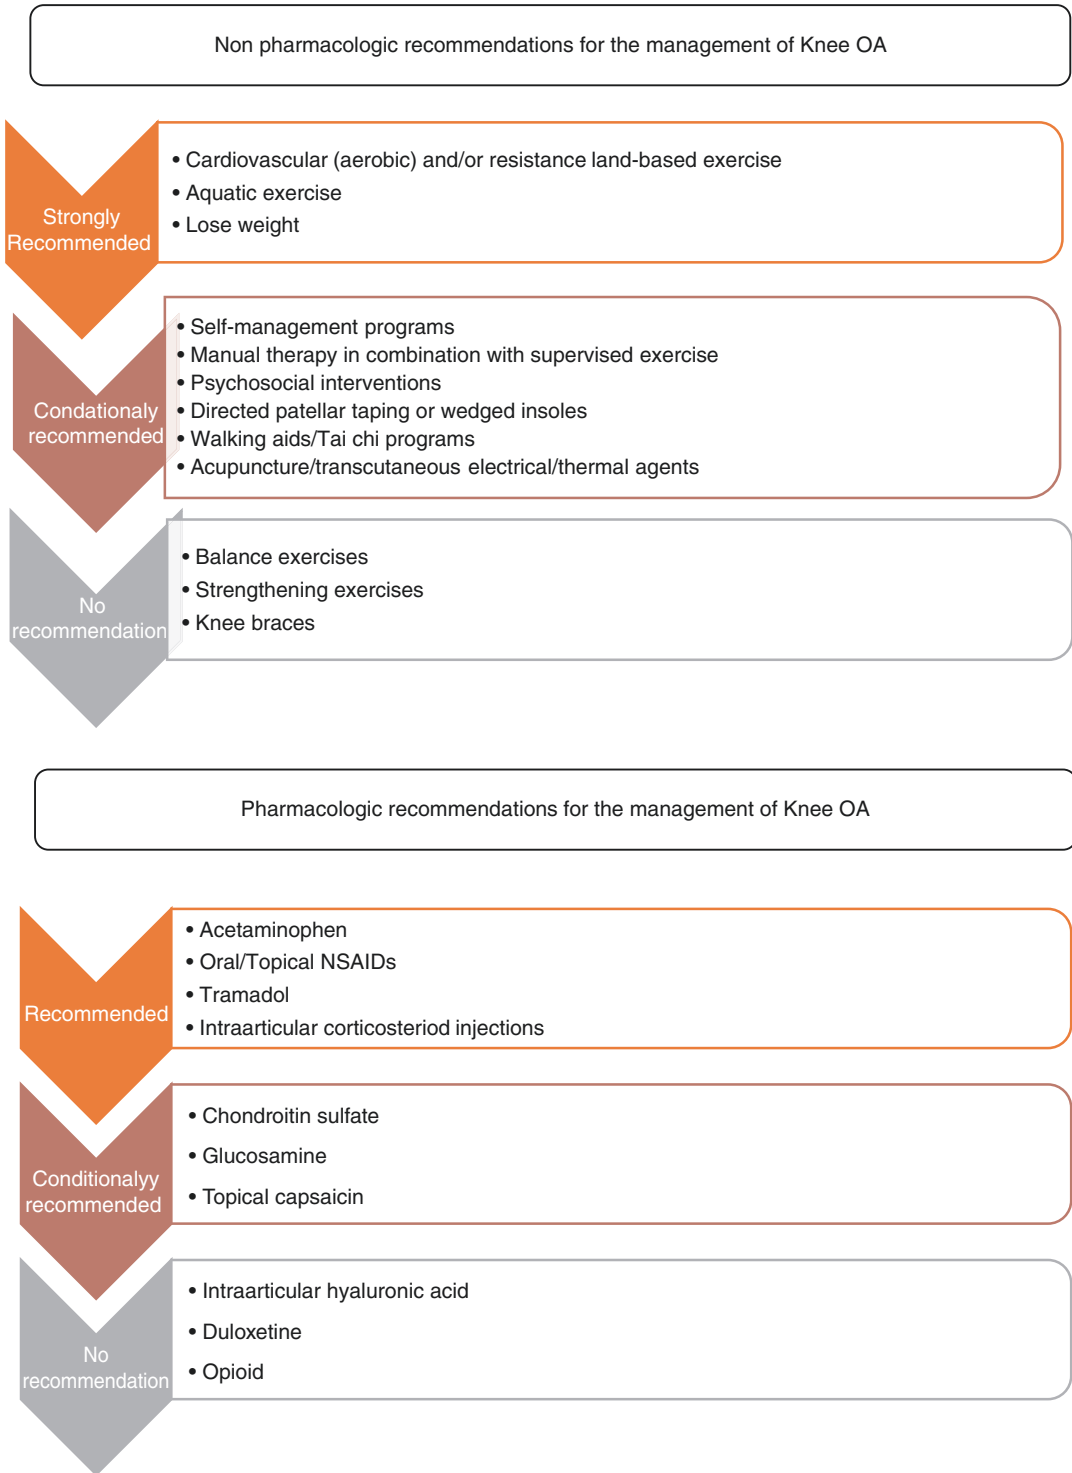 Non pharmacologic recommendations for the management of Knee OA
Strongly
Recommended
• Cardiovascular (aerobic) and/or resistance land-based exercise
• Aquatic exercise
• Lose weight
Condationaly
recommended
• Self-management programs
• Manual therapy in combination with supervised exercise
• Psychosocial interventions
• Directed patellar taping or wedged insoles
• Walking aids/Tai chi programs
• Acupuncture/transcutaneous electrical/thermal agents
No
recommendation
• Balance exercises
• Strengthening exercises
• Knee braces
Pharmacologic recommendations for the management of Knee OA
Recommended
• Acetaminophen
• Oral/Topical NSAIDs
• Tramadol
• Intraarticular corticosteriod injections
Conditionalyy
recommended
• Chondroitin sulfate
• Glucosamine
• Topical capsaicin
No
recommendation
• Intraarticular hyaluronic acid
• Duloxetine
• Opioid